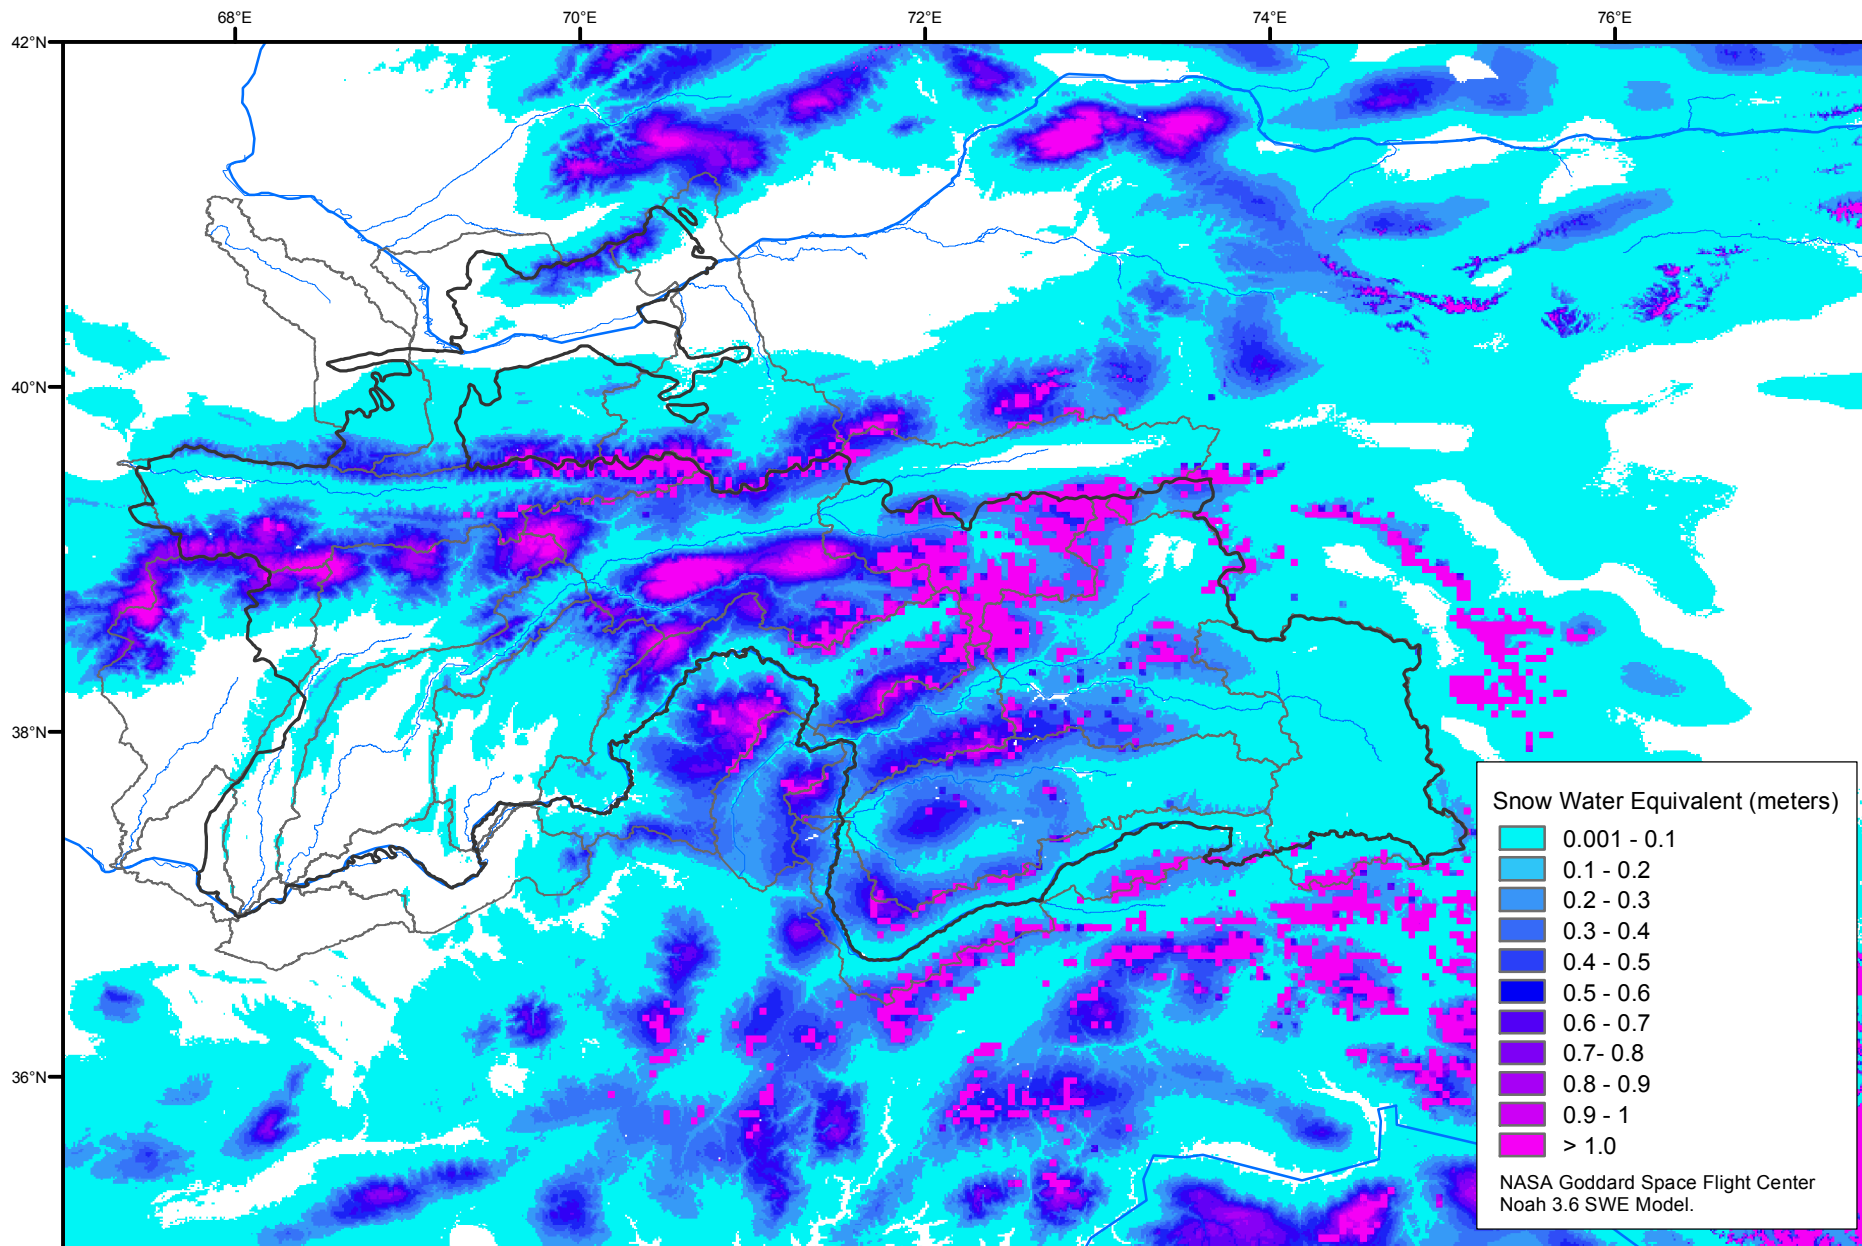 68°E 70°E 72°E 74°E 76°E
42°N
40°N
38°N
36°N
Snow Water Equivalent (meters)
0.001 - 0.1
0.1 - 0.2
0.2 - 0.3
0.3 - 0.4
0.4 - 0.5
0.5 - 0.6
0.6 - 0.7
0.7- 0.8
0.8 - 0.9
0.9 - 1
> 1.0
NASA Goddard Space Flight Center
Noah 3.6 SWE Model.